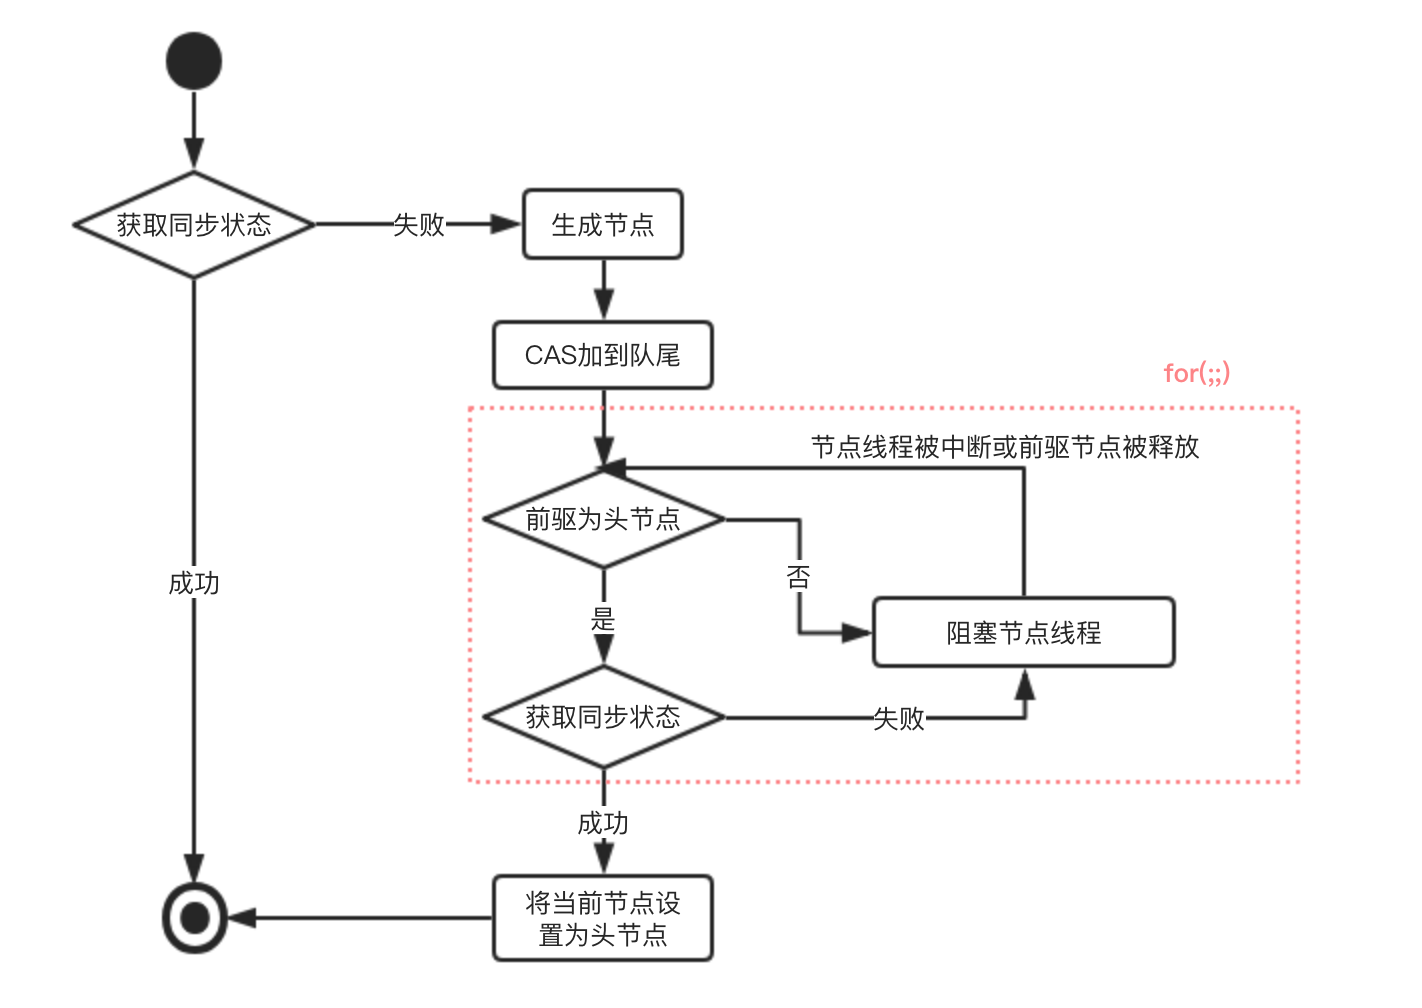 获取同步状态
失败
生成节点
CAS加到队尾
for(;;)
节点线程被中断或前驱节点被释放
前驱为头节点
否
成功
是
阻塞节点线程
获取同步状态
失败
成功
将当前节点设
置为头节点